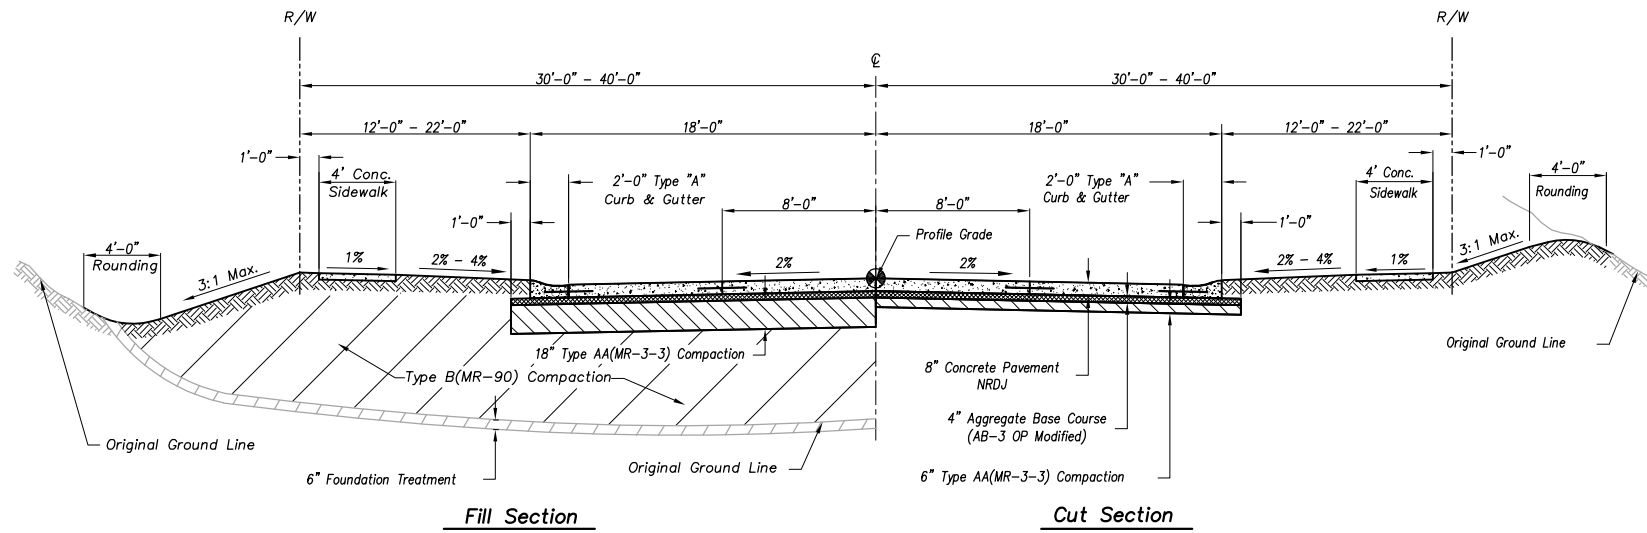 R/W
R/W
℄
30'-0" - 40'-0"
30'-0" - 40'-0"
12'-0" - 22'-0"
18'-0"
18'-0"
12'-0" - 22'-0"
1'-0"
4' Conc.
Sidewalk
2'-0" Type "A"
Curb & Gutter
2'-0" Type "A"
Curb & Gutter
4' Conc.
Sidewalk
1'-0"
4'-0"
Rounding
1'-0"
8'-0"
8'-0"
1'-0"
Profile Grade
4'-0"
Rounding
3:1 Max.
1%
2% - 4%
2%
2%
2% - 4%
1%
3:1 Max.
18" Type AA(MR-3-3) Compaction
Type B(MR-90) Compaction
8" Concrete Pavement
NRDJ
Original Ground Line
4" Aggregate Base Course
(AB-3 OP Modified)
Original Ground Line
Original Ground Line
6" Foundation Treatment
6" Type AA(MR-3-3) Compaction
Fill Section
Cut Section